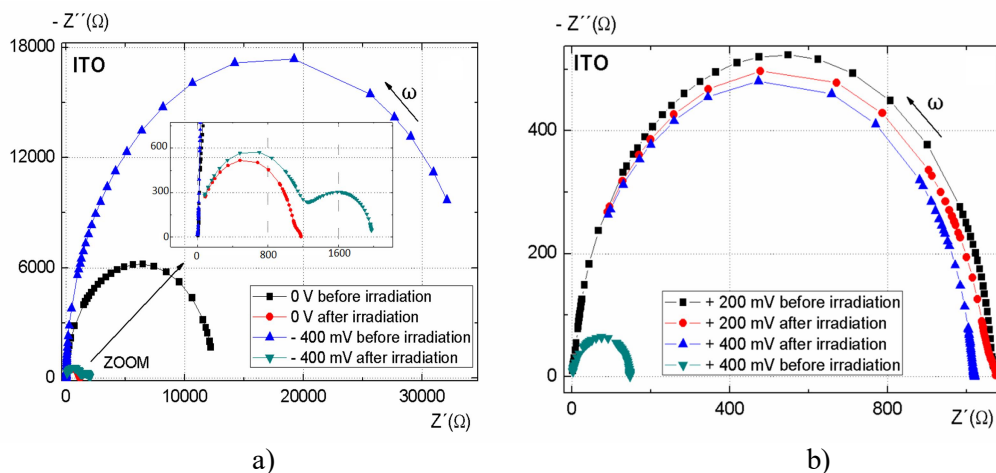 - Z´´(Ω)
18000
12000
6000
0
ITO
ω
600
300
0
0
800
1600
ZOOM
0 V before irradiation
0 V after irradiation
- 400 mV before irradiation
- 400 mV after irradiation
0
10000
20000
30000
Z´(Ω)
a)
- Z´´(Ω)
b)
400
200
0
ITO
ω
+ 200 mV before irradiation
+ 200 mV after irradiation
+ 400 mV after irradiation
+ 400 mV before irradiation
0
400
800
Z´(Ω)